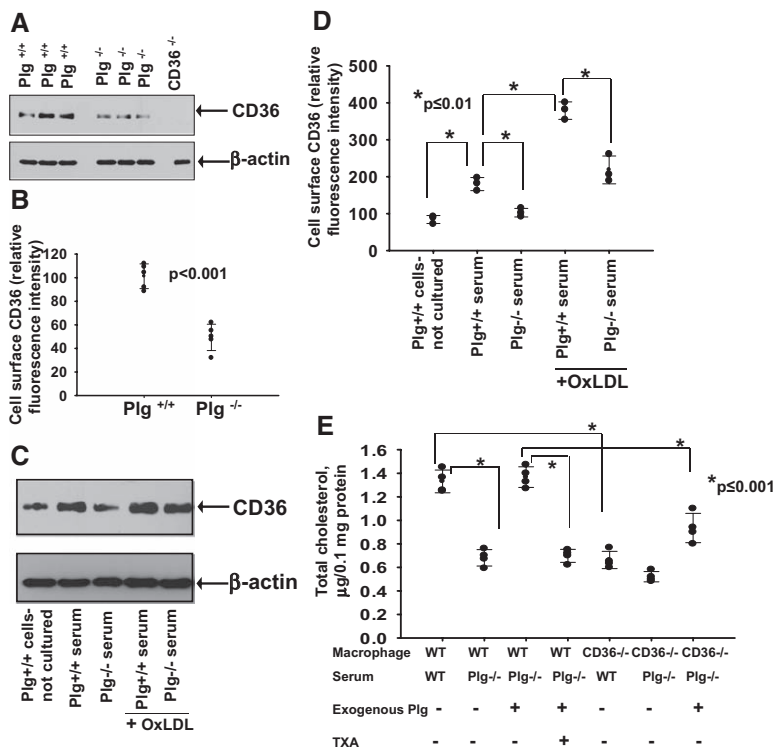 A
Plg +/+
Plg +/+
Plg +/+
Plg -/-
Plg -/-
Plg -/-
CD36 -/-
CD36
β-actin
B
Cell surface CD36 (relative
fluorescence intensity)
120
100
80
60
40
20
0
p<0.001
Plg +/+
Plg -/-
C
CD36
β-actin
Plg+/+ cells-
not cultured
Plg+/+ serum
Plg-/- serum
Plg+/+ serum
Plg-/- serum
+ OxLDL
D
Cell surface CD36 (relative
fluorescence intensity)
500
400
300
200
100
0
*p≤0.01
*
*
*
*
Plg+/+ cells-
not cultured
Plg+/+ serum
Plg-/- serum
Plg+/+ serum
Plg-/- serum
+OxLDL
E
Total cholesterol,
µg/0.1 mg protein
1.6
1.4
1.2
1.0
0.8
0.6
0.4
0.2
0.0
*
*
*
*
*p≤0.001
Macrophage WT WT WT WT CD36-/- CD36-/- CD36-/-
Serum WT Plg-/- Plg-/- Plg-/- WT Plg-/- Plg-/-
Exogenous Plg - - + + - - +
TXA - - - + - - -